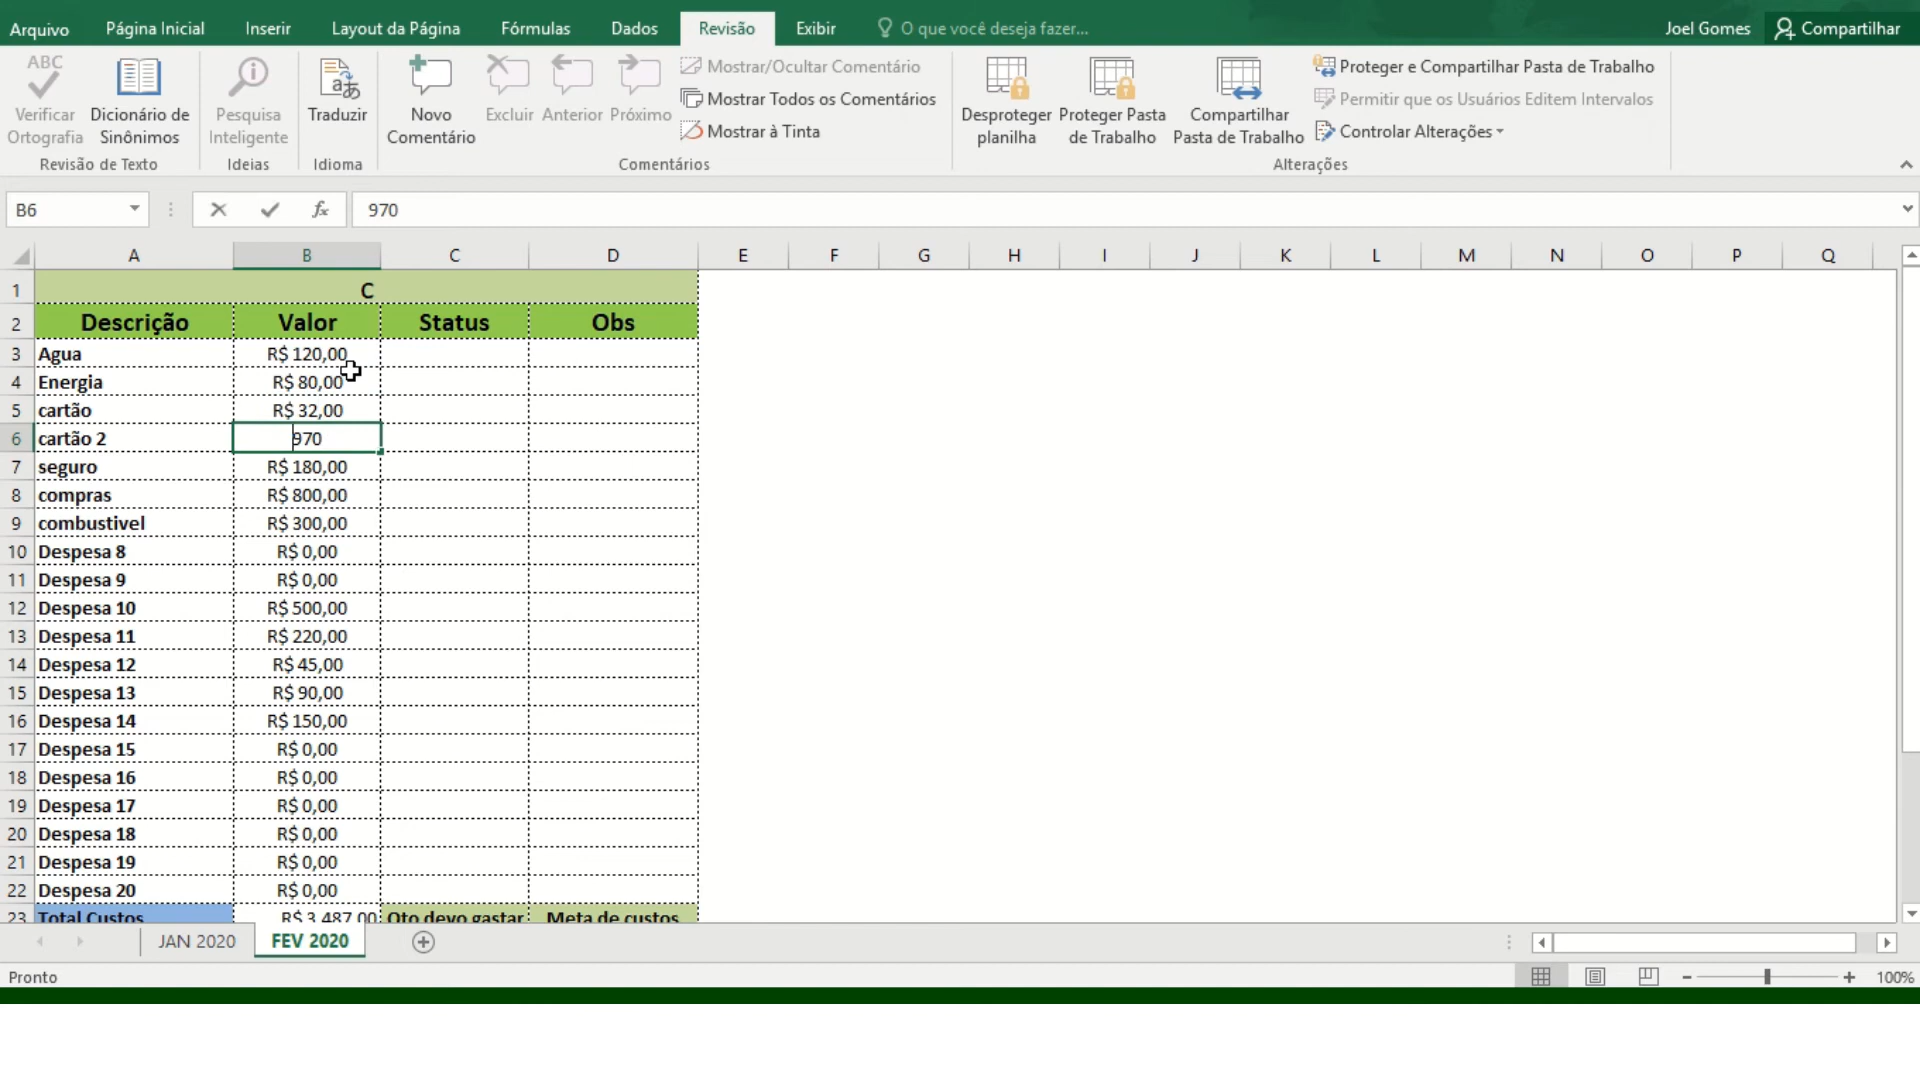 Arquivo Página Inicial Inserir Layout da Página Fórmulas Dados Revisão Exibir O que você deseja fazer... Joel Gomes Compartilhar
ABC
Verificar Ortografia
Dicionário de Sinônimos
Revisão de Texto
Pesquisa Inteligente
Ideias
Traduzir
Idioma
Novo Comentário
Excluir Anterior Próximo
Mostrar/Ocultar Comentário
Mostrar Todos os Comentários
Mostrar à Tinta
Comentários
Desproteger planilha
Proteger Pasta de Trabalho
Compartilhar Pasta de Trabalho
Proteger e Compartilhar Pasta de Trabalho
Permitir que os Usuários Editem Intervalos
Controlar Alterações
Alterações
B6 fx 970
A B C D E F G H I J K L M N O P Q
1 C
2 Descrição Valor Status Obs
3 Agua R$ 120,00
4 Energia R$ 80,00
5 cartão R$ 32,00
6 cartão 2 970
7 seguro R$ 180,00
8 compras R$ 800,00
9 combustivel R$ 300,00
10 Despesa 8 R$ 0,00
11 Despesa 9 R$ 0,00
12 Despesa 10 R$ 500,00
13 Despesa 11 R$ 220,00
14 Despesa 12 R$ 45,00
15 Despesa 13 R$ 90,00
16 Despesa 14 R$ 150,00
17 Despesa 15 R$ 0,00
18 Despesa 16 R$ 0,00
19 Despesa 17 R$ 0,00
20 Despesa 18 R$ 0,00
21 Despesa 19 R$ 0,00
22 Despesa 20 R$ 0,00
23 Total Custos R$ 3.487,00 Qto devo gastar Meta de custos
JAN 2020 FEV 2020
Pronto 100%